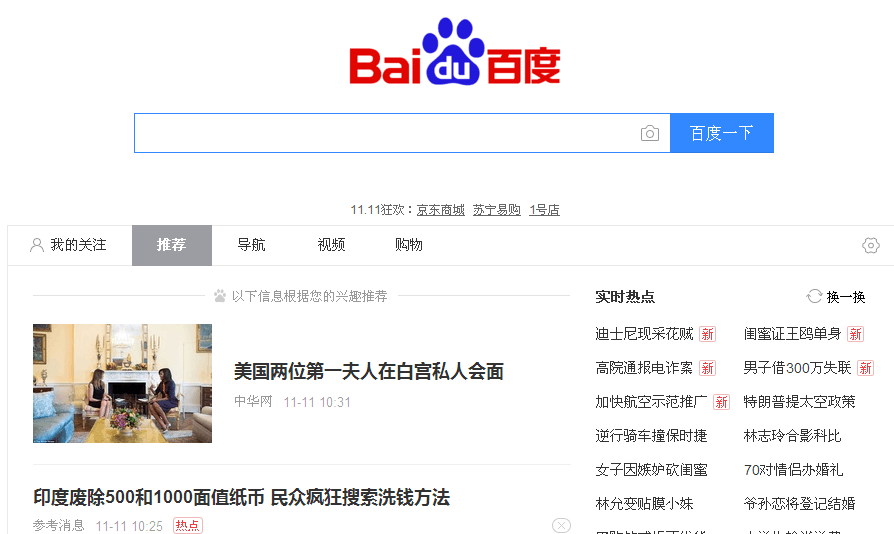 Bai du 百度
百度一下
11.11狂欢：京东商城 苏宁易购 1号店
我的关注 推荐 导航 视频 购物
以下信息根据您的兴趣推荐
美国两位第一夫人在白宫私人会面
中华网 11-11 10:31
印度废除500和1000面值纸币 民众疯狂搜索洗钱方法
参考消息 11-11 10:25 热点
实时热点 换一换
迪士尼现采花贼 新 闺蜜证王鸥单身 新
高院通报电诈案 新 男子借300万失联 新
加快航空示范推广 新 特朗普提太空政策
逆行骑车撞保时捷 林志玲合影科比
女子因嫉妒砍闺蜜 70对情侣办婚礼
林允变贴膜小妹 爷孙恋将登记结婚